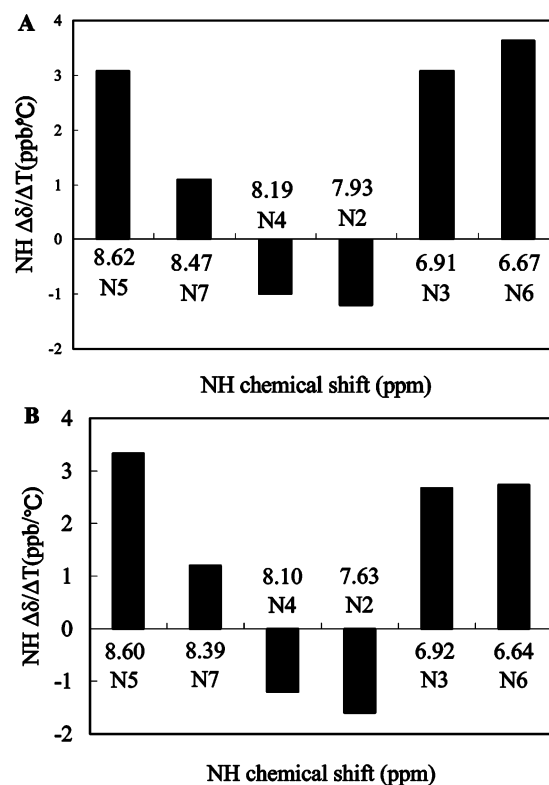 A
NH Δδ/ΔT(ppb/℃)
4
3
2
1
0
-1
-2
8.62
N5
8.47
N7
8.19
N4
7.93
N2
6.91
N3
6.67
N6
NH chemical shift (ppm)
B
NH Δδ/ΔT(ppb/℃)
4
3
2
1
0
-1
-2
8.60
N5
8.39
N7
8.10
N4
7.63
N2
6.92
N3
6.64
N6
NH chemical shift (ppm)